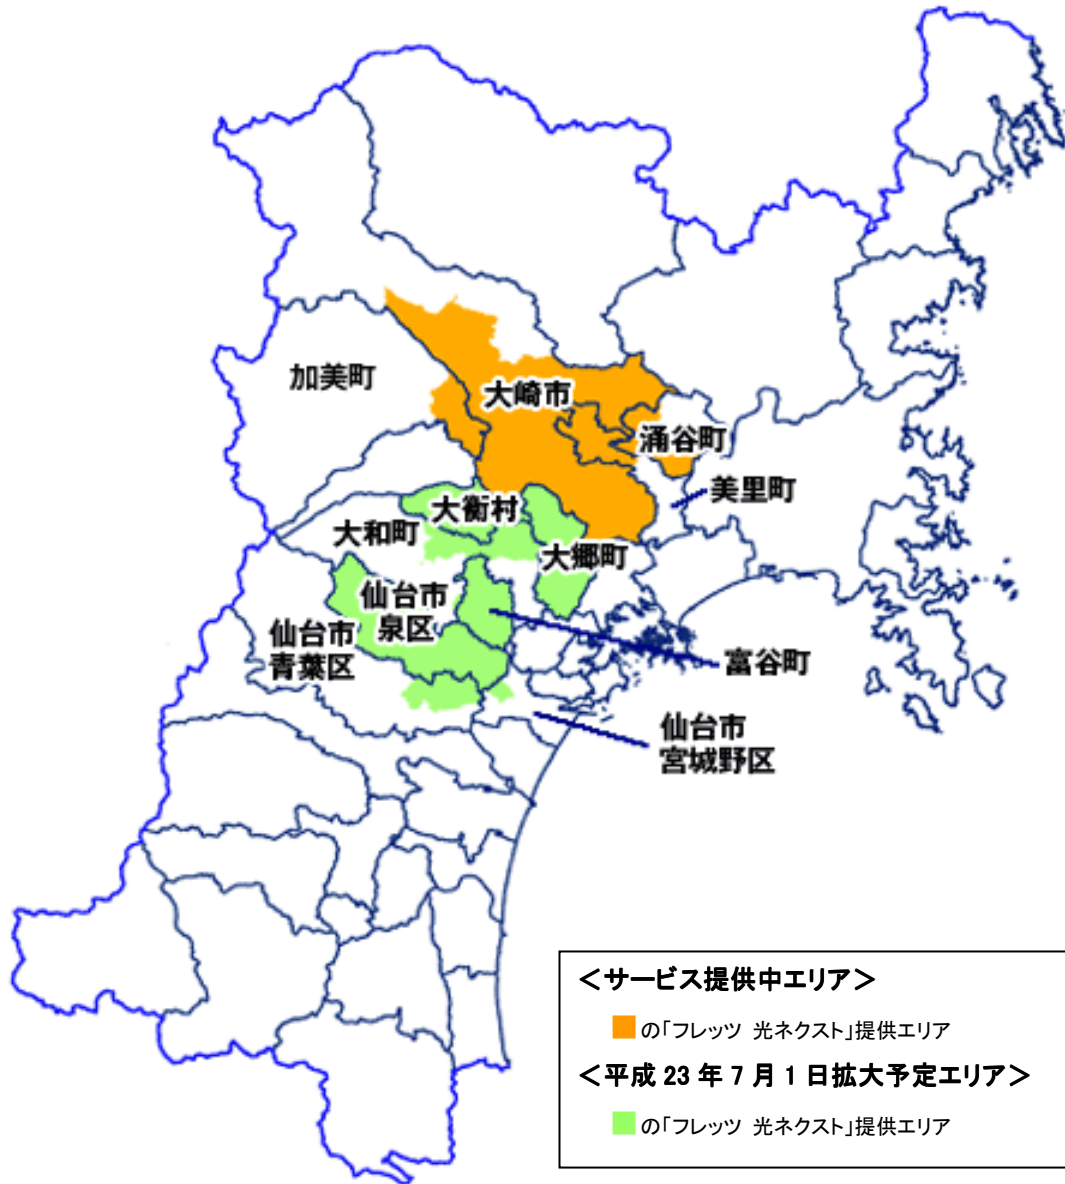 加美町
大崎市
涌谷町
美里町
大衡村
大和町
大郷町
仙台市
泉区
仙台市
青葉区
富谷町
仙台市
宮城野区
＜サービス提供中エリア＞
の「フレッツ 光ネクスト」提供エリア
＜平成 23 年 7 月 1 日拡大予定エリア＞
の「フレッツ 光ネクスト」提供エリア